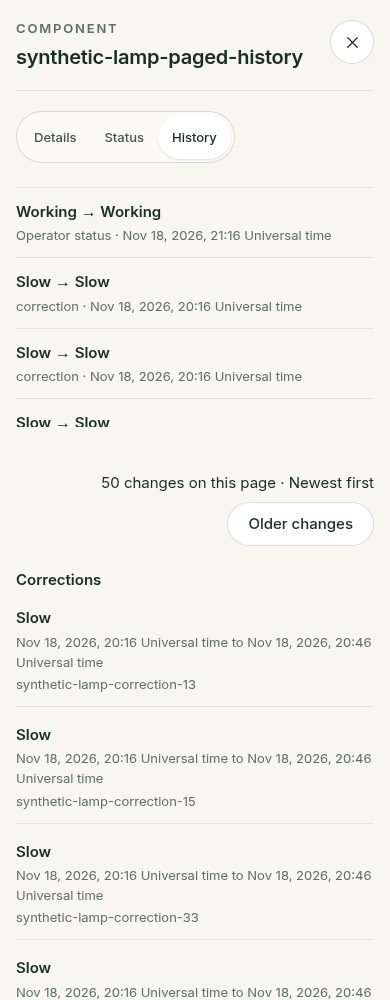 COMPONENT
synthetic-lamp-paged-history
Details Status History
Working → Working
Operator status · Nov 18, 2026, 21:16 Universal time
Slow → Slow
correction · Nov 18, 2026, 20:16 Universal time
Slow → Slow
correction · Nov 18, 2026, 20:16 Universal time
Slow → Slow
50 changes on this page · Newest first
Older changes
Corrections
Slow
Nov 18, 2026, 20:16 Universal time to Nov 18, 2026, 20:46
Universal time
synthetic-lamp-correction-13
Slow
Nov 18, 2026, 20:16 Universal time to Nov 18, 2026, 20:46
Universal time
synthetic-lamp-correction-15
Slow
Nov 18, 2026, 20:16 Universal time to Nov 18, 2026, 20:46
Universal time
synthetic-lamp-correction-33
Slow
Nov 18, 2026, 20:16 Universal time to Nov 18, 2026, 20:46